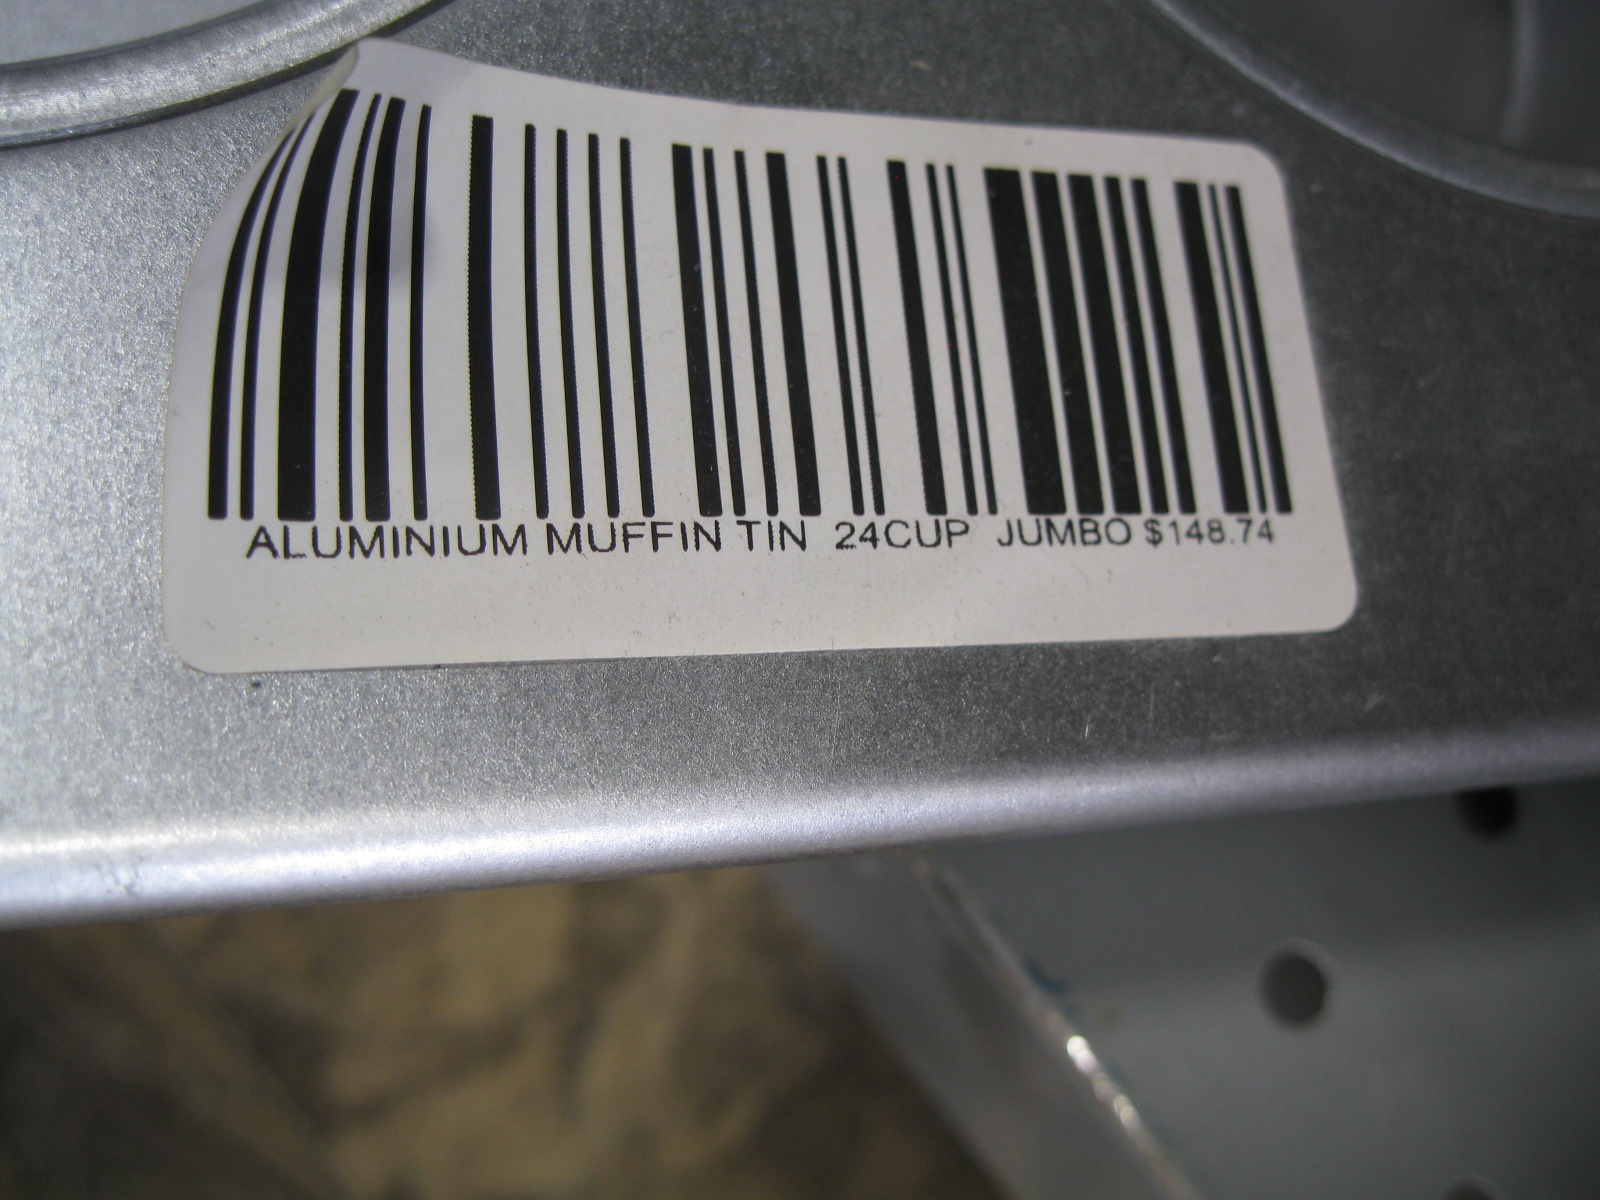 ALUMINIUM MUFFIN TIN 24CUP JUMBO $148.74